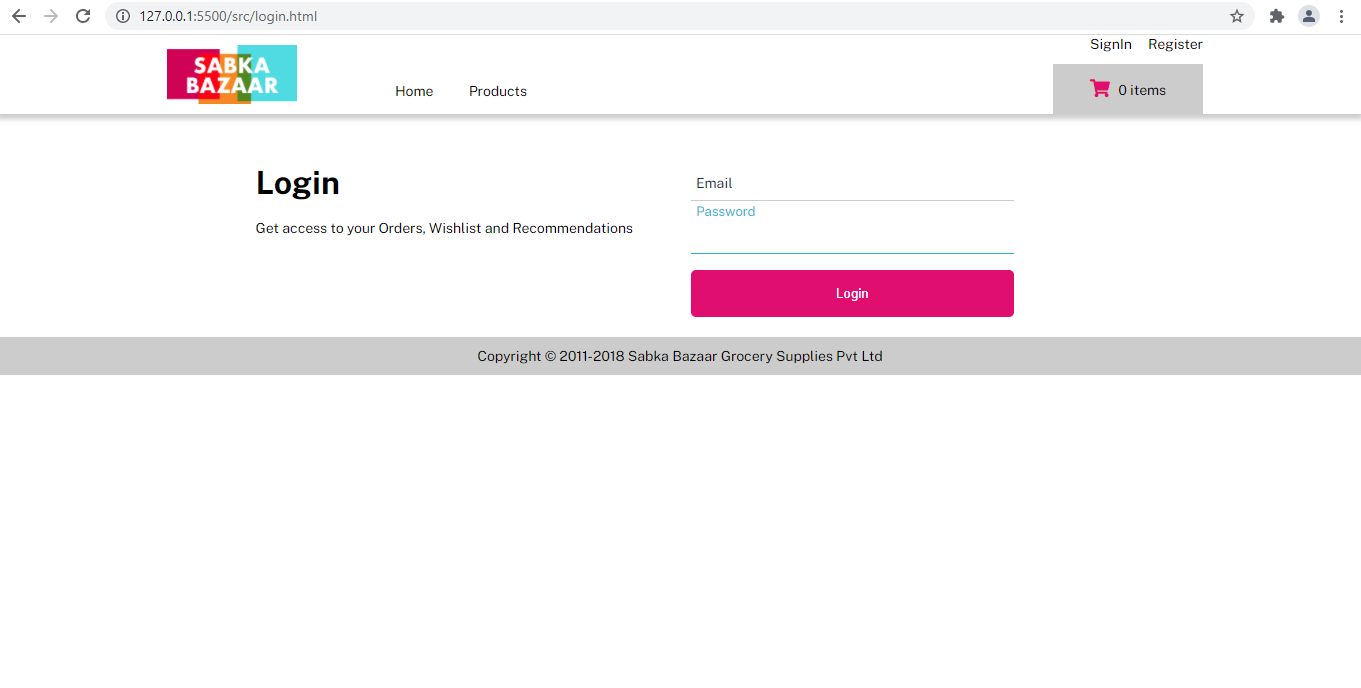 127.0.0.1:5500/src/login.html
SignIn Register
SABKA
BAZAAR
Home Products
0 items
Login
Email
Password
Get access to your Orders, Wishlist and Recommendations
Login
Copyright © 2011-2018 Sabka Bazaar Grocery Supplies Pvt Ltd